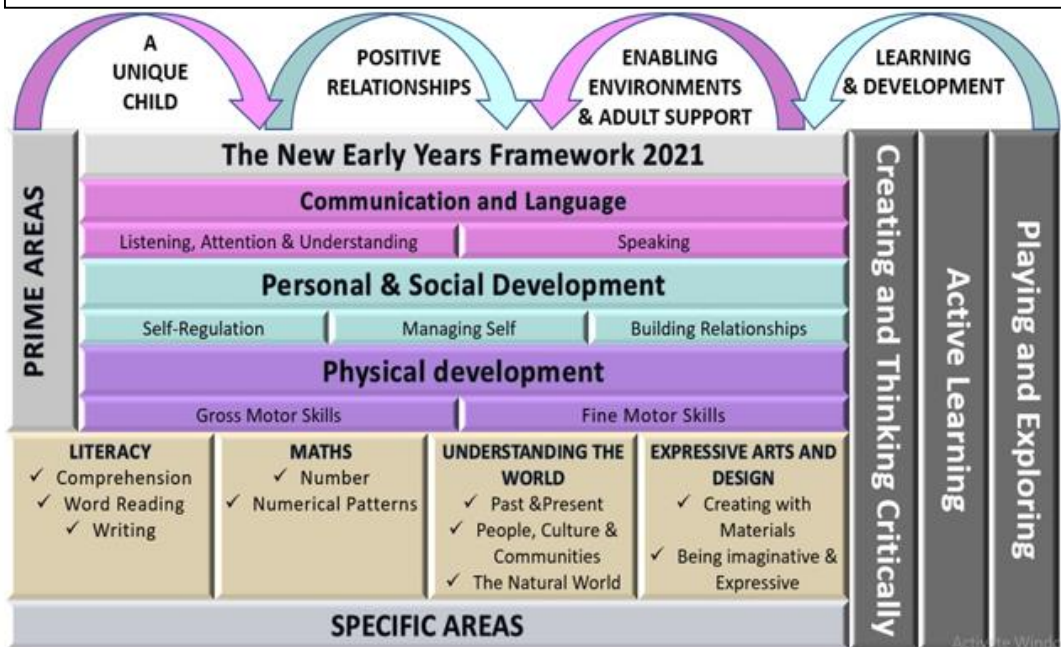 A
UNIQUE
CHILD
POSITIVE
RELATIONSHIPS
ENABLING
ENVIRONMENTS
& ADULT SUPPORT
LEARNING
& DEVELOPMENT
PRIME AREAS
The New Early Years Framework 2021
Communication and Language
Listening, Attention & Understanding
Speaking
Personal & Social Development
Self-Regulation
Managing Self
Building Relationships
Physical development
Gross Motor Skills
Fine Motor Skills
LITERACY
✓ Comprehension
✓ Word Reading
✓ Writing
MATHS
✓ Number
✓ Numerical Patterns
UNDERSTANDING THE
WORLD
✓ Past &Present
✓ People, Culture &
Communities
✓ The Natural World
EXPRESSIVE ARTS AND
DESIGN
✓ Creating with
Materials
✓ Being imaginative &
Expressive
SPECIFIC AREAS
Creating and Thinking Critically
Active Learning
Playing and Exploring
Activate Windo